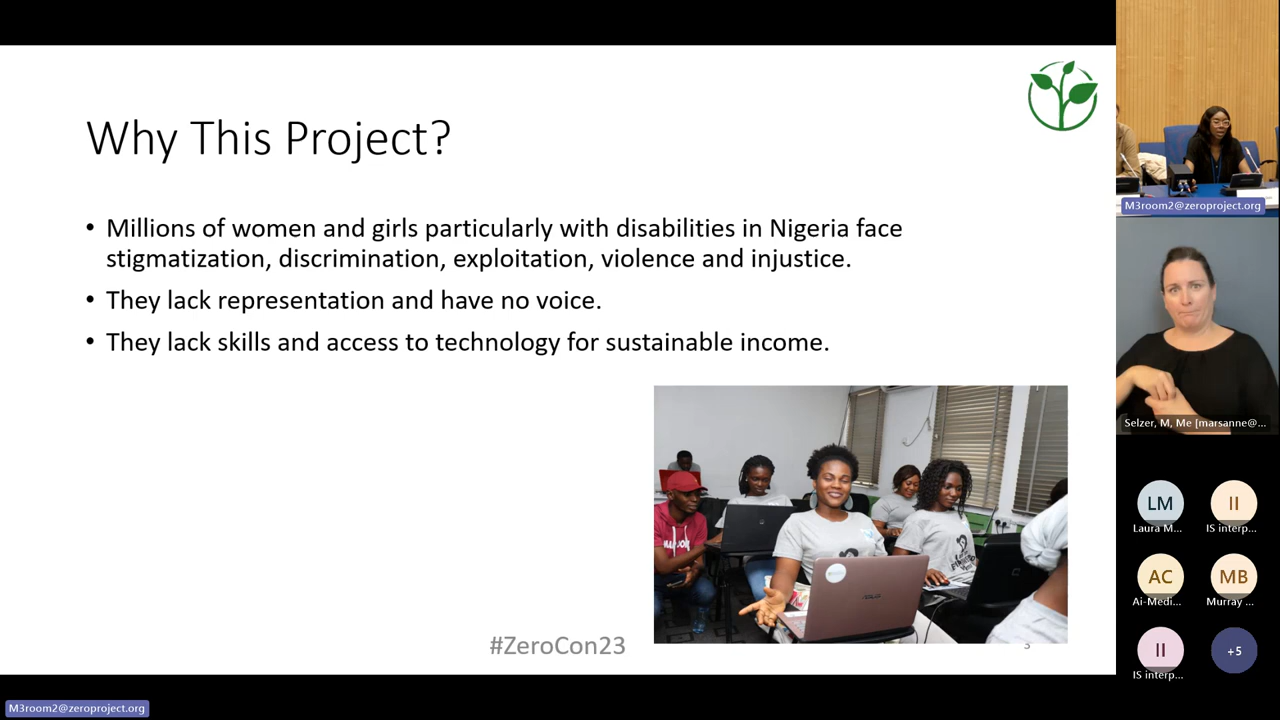 Why This Project?
• Millions of women and girls particularly with disabilities in Nigeria face
stigmatization, discrimination, exploitation, violence and injustice.
• They lack representation and have no voice.
• They lack skills and access to technology for sustainable income.
ASUS
#ZeroCon23
3
M3room2@zeroproject.org
M3room2@zeroproject.org
Selzer, M, Me [marsanne@...
LM
Laura M...
II
IS interp...
AC
Ai-Medi...
MB
Murray ...
II
IS interp...
+5